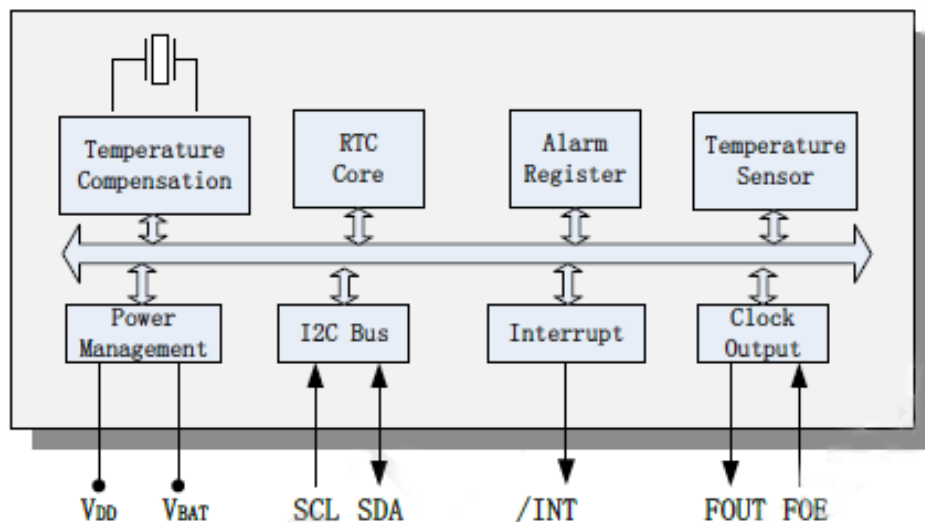 Temperature
Compensation
RTC
Core
Alarm
Register
Temperature
Sensor
Power
Management
I2C Bus
Interrupt
Clock
Output
VDD
VBAT
SCL
SDA
/INT
FOUT
FOE